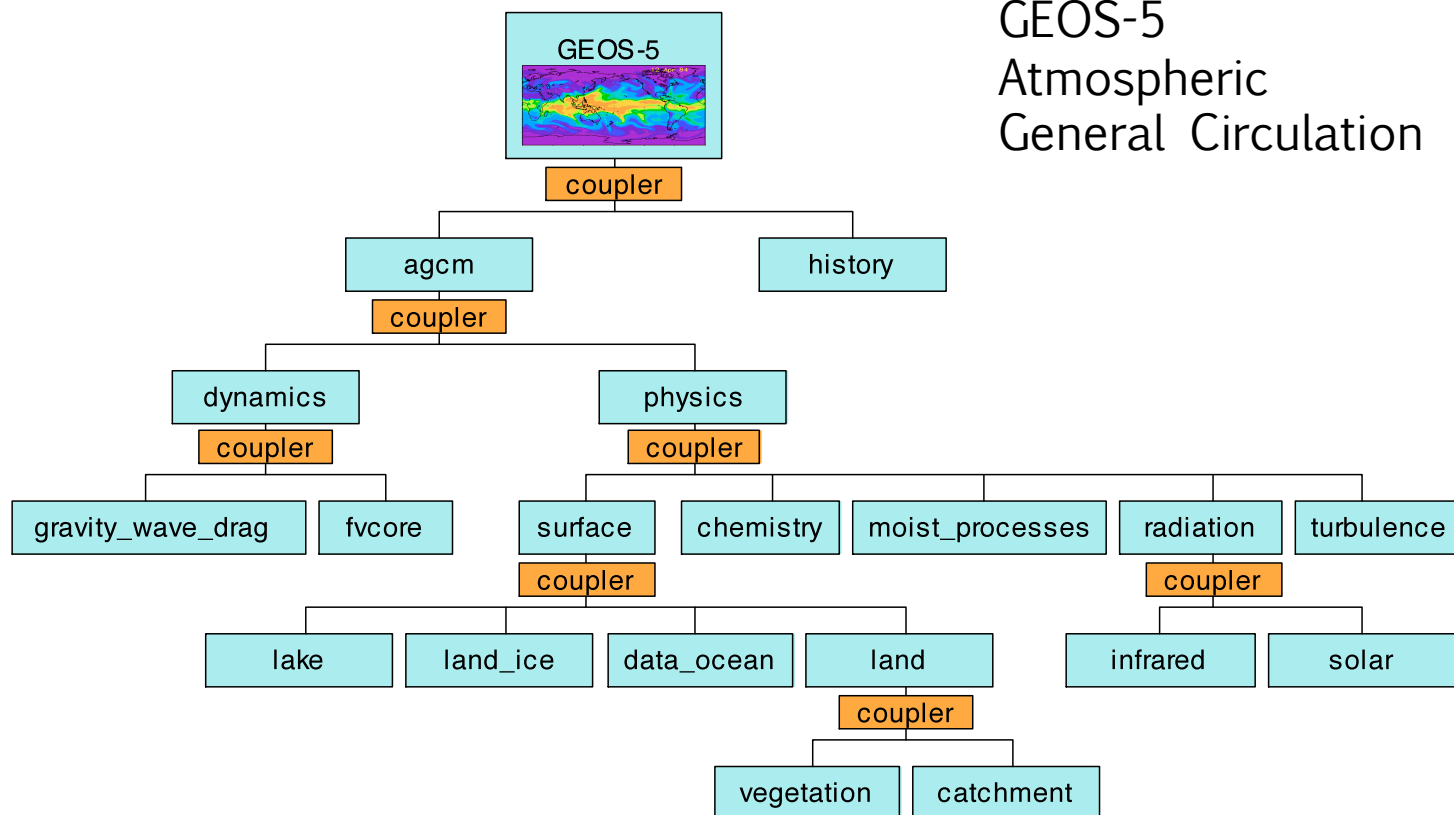 GEOS-5
Atmospheric
General Circulation
GEOS-5
coupler
agcm
history
coupler
dynamics
physics
coupler
coupler
gravity_wave_drag
fvcore
surface
chemistry
moist_processes
radiation
turbulence
coupler
coupler
lake
land_ice
data_ocean
land
infrared
solar
coupler
vegetation
catchment